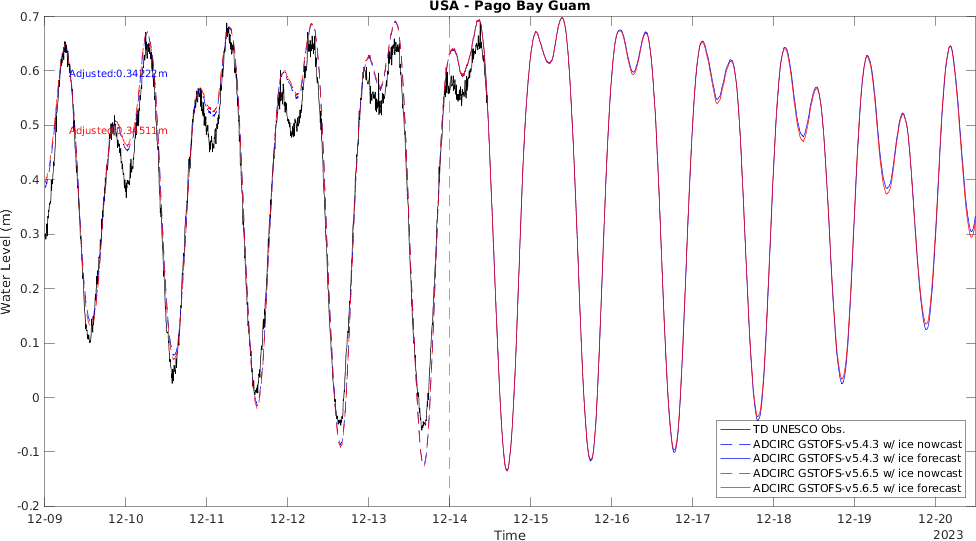 USA - Pago Bay Guam
0.7
0.6
0.5
0.4
0.3
0.2
0.1
0
-0.1
-0.2
Water Level (m)
Adjusted:0.34222m
Adjusted:0.34511m
TD UNESCO Obs.
ADCIRC GSTOFS-v5.4.3 w/ ice nowcast
ADCIRC GSTOFS-v5.4.3 w/ ice forecast
ADCIRC GSTOFS-v5.6.5 w/ ice nowcast
ADCIRC GSTOFS-v5.6.5 w/ ice forecast
12-09 12-10 12-11 12-12 12-13 12-14 12-15 12-16 12-17 12-18 12-19 12-20
Time
2023